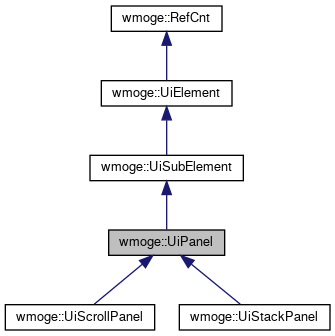 wmoge::RefCnt
wmoge::UiElement
wmoge::UiSubElement
wmoge::UiPanel
wmoge::UiScrollPanel
wmoge::UiStackPanel